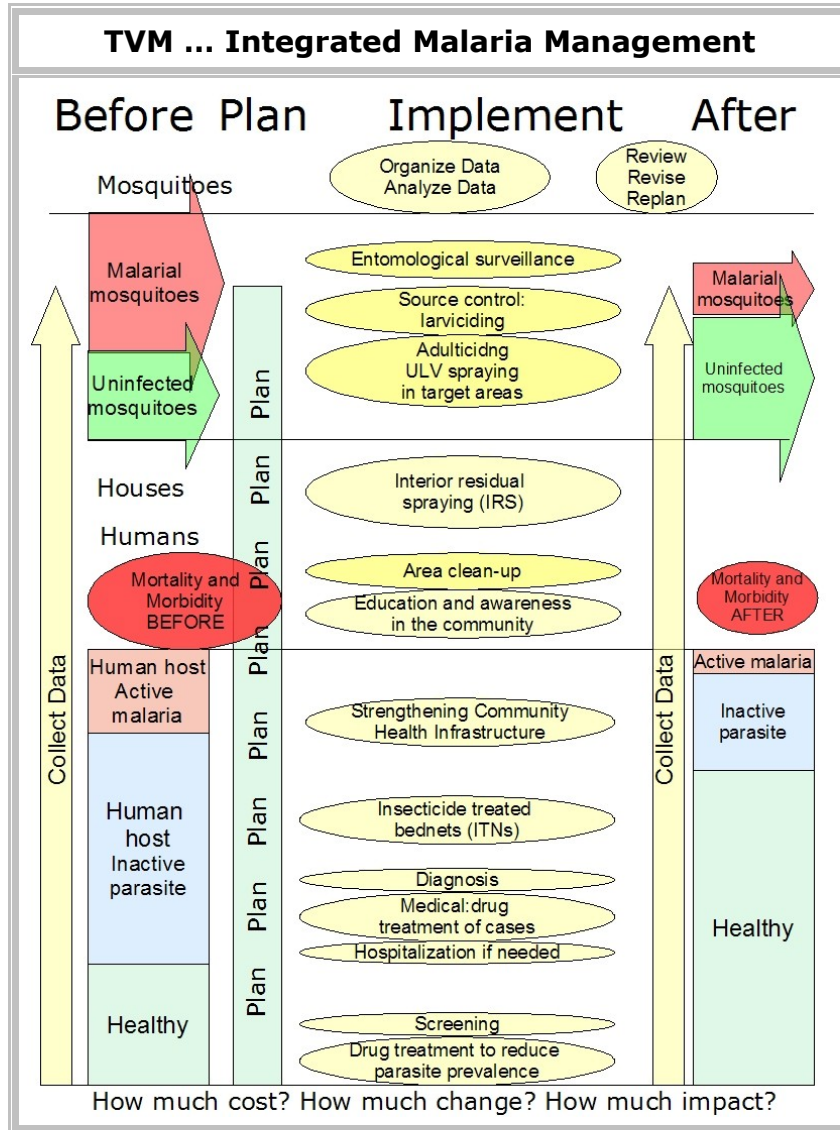 TVM ... Integrated Malaria Management
Before Plan Implement After
Mosquitoes
Organize Data
Analyze Data
Review
Revise
Replan
Malarial
mosquitoes
Uninfected
mosquitoes
Houses
Humans
Mortality and
Morbidity
BEFORE
Human host
Active
malaria
Human
host
Inactive
parasite
Healthy
Collect Data
Plan
Plan
Plan
Plan
Plan
Plan
Plan
Plan
Entomological surveillance
Source control:
larviciding
Adulticidng
ULV spraying
in target areas
Interior residual
spraying (IRS)
Area clean-up
Education and awareness
in the community
Strengthening Community
Health Infrastructure
Insecticide treated
bednets (ITNs)
Diagnosis
Medical:drug
treatment of cases
Hospitalization if needed
Screening
Drug treatment to reduce
parasite prevalence
Collect Data
Malarial
mosquitoes
Uninfected
mosquitoes
Mortality and
Morbidity
AFTER
Active malaria
Inactive
parasite
Healthy
How much cost? How much change? How much impact?